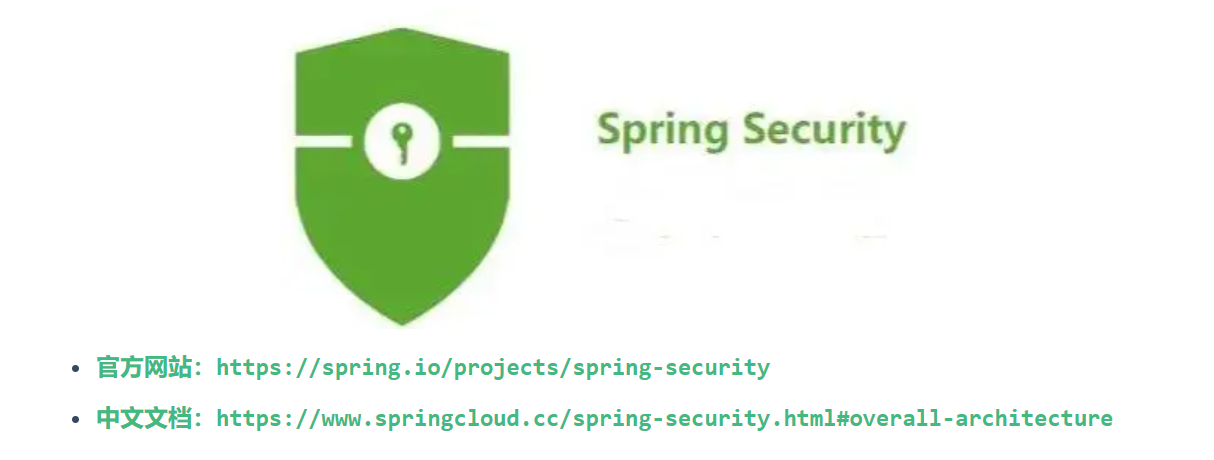 Spring Security
官方网站：https://spring.io/projects/spring-security
中文文档：https://www.springcloud.cc/spring-security.html#overall-architecture